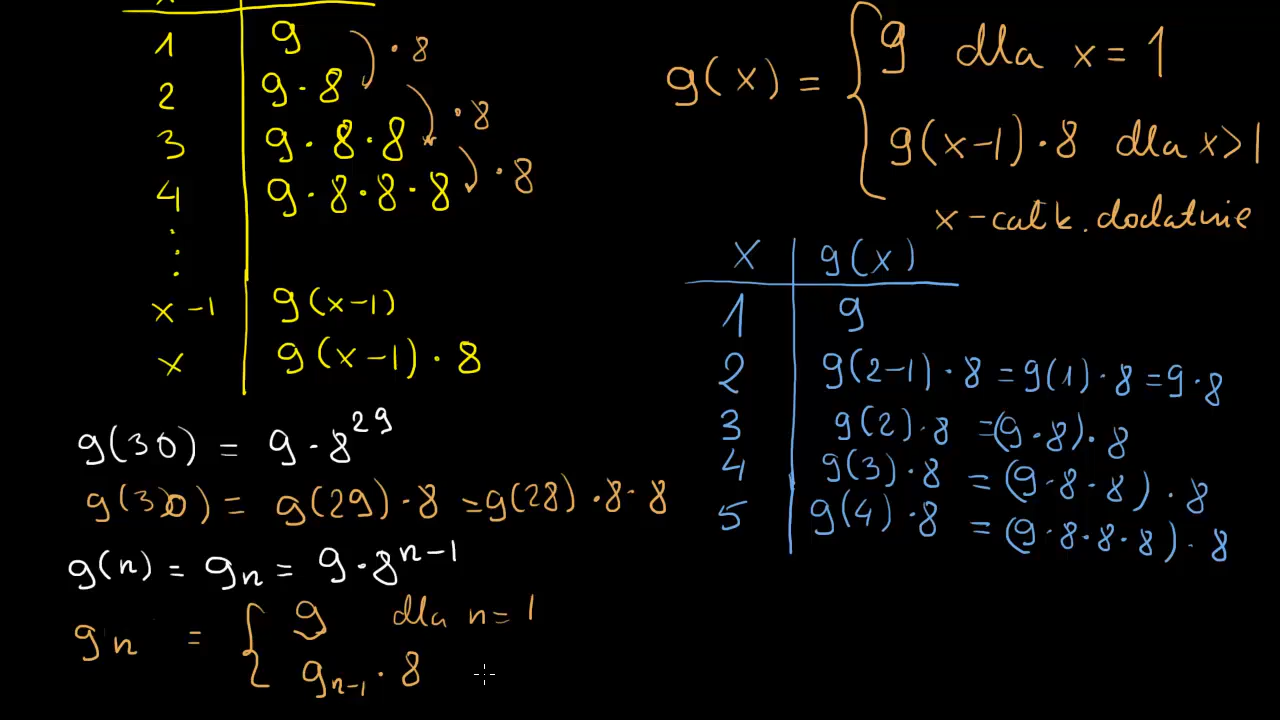 x
1 9 · 8
2 9 · 8 · 8
3 9 · 8 · 8 · 8
4 9 · 8 · 8 · 8
⋮
x-1 g(x-1)
x g(x-1) · 8
g(30) = 9 · 8^29
g(30) = g(29) · 8 = g(28) · 8 · 8
g(n) = g_n = 9 · 8^{n-1}
g_n = { 9 dla n = 1
g_{n-1} · 8
g(x) = { 9 dla x = 1
g(x-1) · 8 dla x>1
x - calk. dodatnie
x g(x)
1 9
2 g(2-1) · 8 = g(1) · 8 = 9 · 8
3 g(2) · 8 = (9 · 8) · 8
4 g(3) · 8 = (9 · 8 · 8) · 8
5 g(4) · 8 = (9 · 8 · 8 · 8) · 8